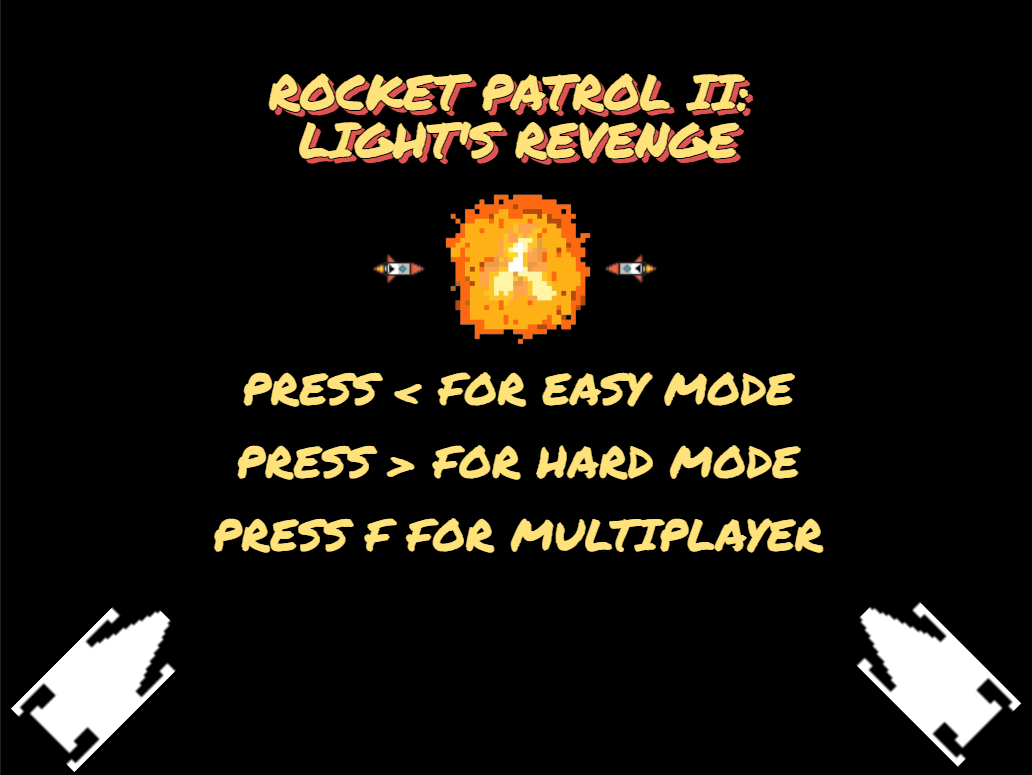 ROCKET PATROL II:
LIGHT'S REVENGE
PRESS < FOR EASY MODE
PRESS > FOR HARD MODE
PRESS F FOR MULTIPLAYER